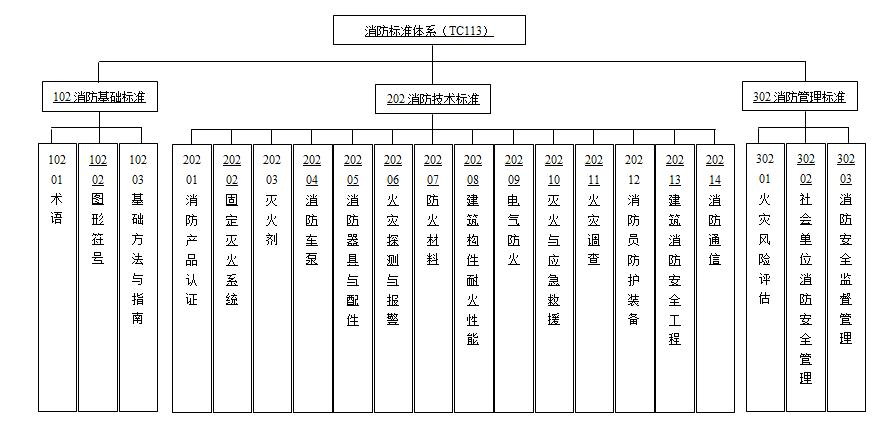 消防标准体系（TC113）
102 消防基础标准
202 消防技术标准
302 消防管理标准
10201 术语
10202 图形符号
10203 基础方法与指南
20201 消防产品认证
20202 固定灭火系统
20203 灭火剂
20204 消防车泵
20205 消防器具与配件
20206 火灾探测与报警
20207 防火材料
20208 建筑构件耐火性能
20209 电气防火
20210 灭火与应急救援
20211 火灾调查
20212 消防员防护装备
20213 建筑消防安全工程
20214 消防通信
30201 火灾风险评估
30202 社会单位消防安全管理
30203 消防安全监督管理